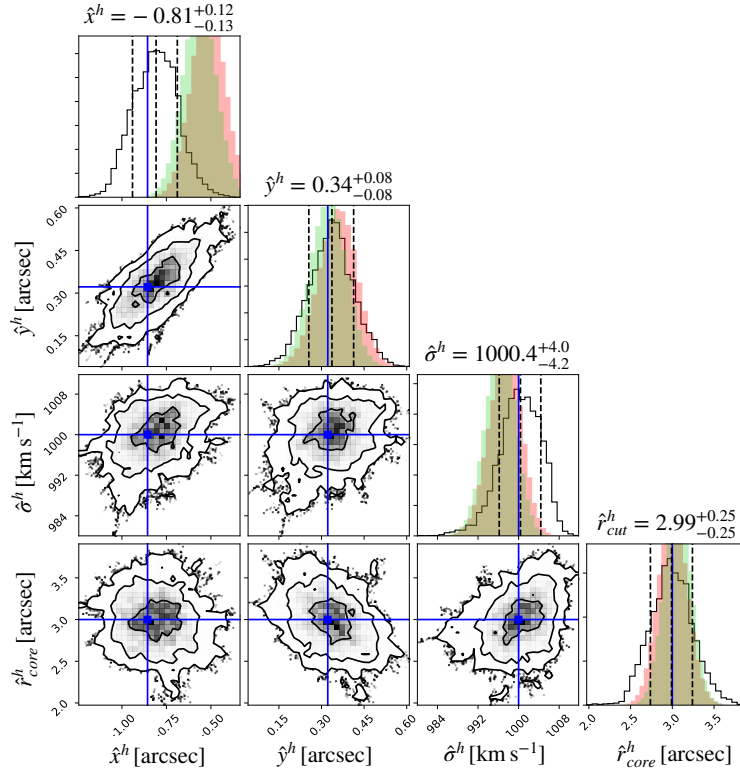 x̂^h = − 0.81^{+0.12}_{−0.13}
ŷ^h = 0.34^{+0.08}_{−0.08}
σ̂^h = 1000.4^{+4.0}_{−4.2}
r̂^h_{cut} = 2.99^{+0.25}_{−0.25}
ŷ^h [arcsec]
0.60
0.45
0.30
0.15
σ̂^h [km s⁻¹]
1008
1000
992
984
r̂^h_{core} [arcsec]
3.5
3.0
2.5
2.0
-1.00 -0.75 -0.50
x̂^h [arcsec]
0.15 0.30 0.45 0.60
ŷ^h [arcsec]
984 992 1000 1008
σ̂^h [km s⁻¹]
2.0 2.5 3.0 3.5
r̂^h_{core} [arcsec]